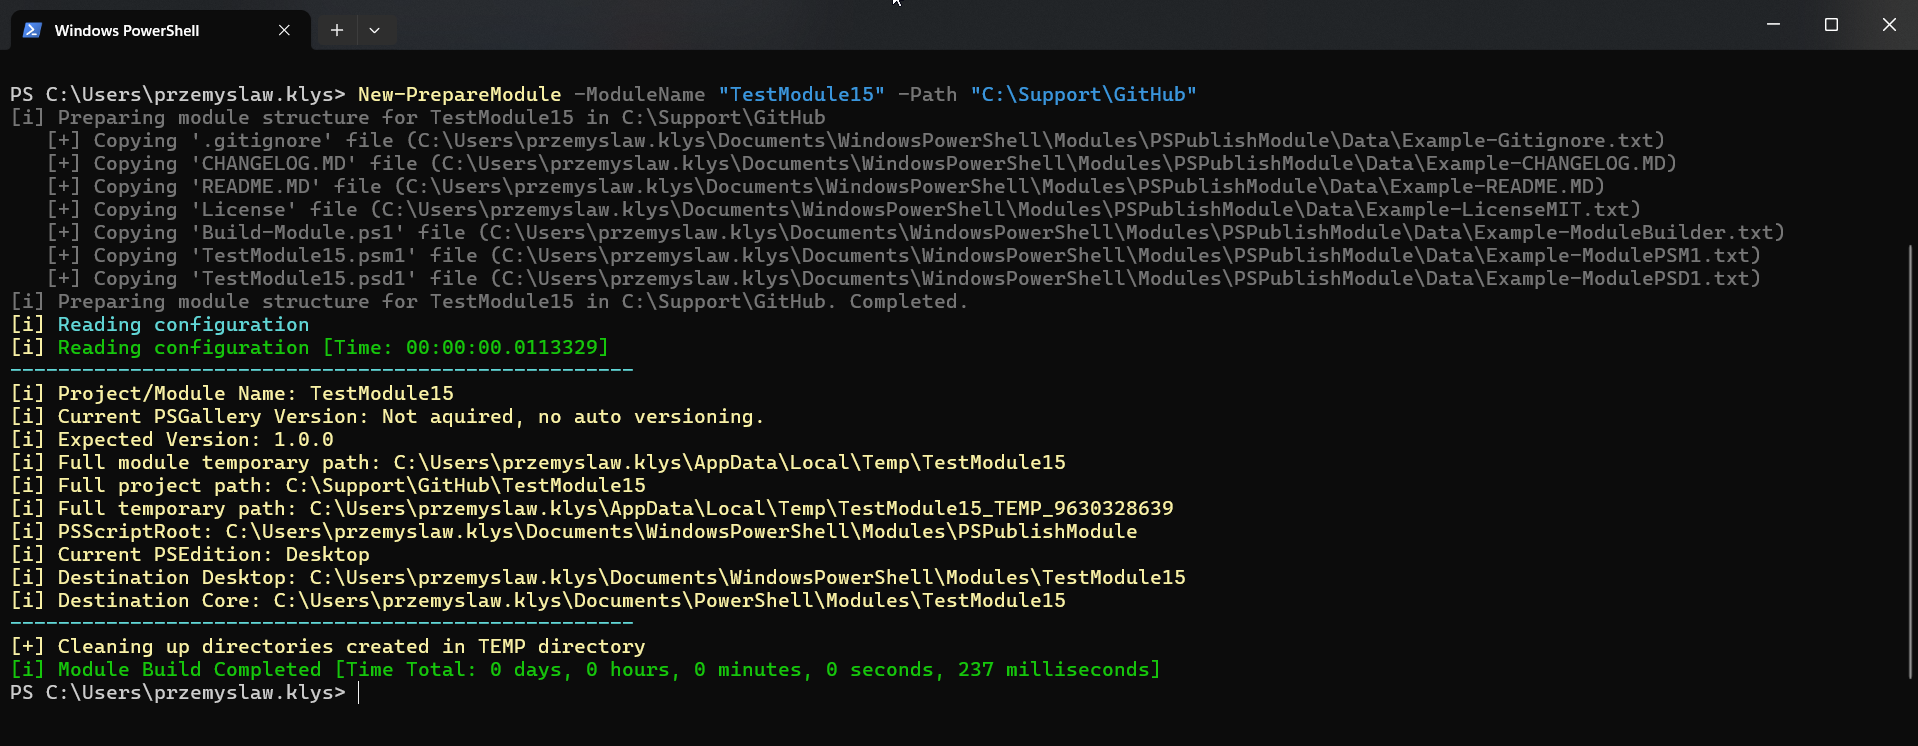 Windows PowerShell
PS C:\Users\przemyslaw.klys> New-PrepareModule -ModuleName "TestModule15" -Path "C:\Support\GitHub"
[i] Preparing module structure for TestModule15 in C:\Support\GitHub
[+] Copying '.gitignore' file (C:\Users\przemyslaw.klys\Documents\WindowsPowerShell\Modules\PSPublishModule\Data\Example-Gitignore.txt)
[+] Copying 'CHANGELOG.MD' file (C:\Users\przemyslaw.klys\Documents\WindowsPowerShell\Modules\PSPublishModule\Data\Example-CHANGELOG.MD)
[+] Copying 'README.MD' file (C:\Users\przemyslaw.klys\Documents\WindowsPowerShell\Modules\PSPublishModule\Data\Example-README.MD)
[+] Copying 'License' file (C:\Users\przemyslaw.klys\Documents\WindowsPowerShell\Modules\PSPublishModule\Data\Example-LicenseMIT.txt)
[+] Copying 'Build-Module.ps1' file (C:\Users\przemyslaw.klys\Documents\WindowsPowerShell\Modules\PSPublishModule\Data\Example-ModuleBuilder.txt)
[+] Copying 'TestModule15.psm1' file (C:\Users\przemyslaw.klys\Documents\WindowsPowerShell\Modules\PSPublishModule\Data\Example-ModulePSM1.txt)
[+] Copying 'TestModule15.psd1' file (C:\Users\przemyslaw.klys\Documents\WindowsPowerShell\Modules\PSPublishModule\Data\Example-ModulePSD1.txt)
[i] Preparing module structure for TestModule15 in C:\Support\GitHub. Completed.
[i] Reading configuration
[i] Reading configuration [Time: 00:00:00.0113329]
----------------------------------------------------
[i] Project/Module Name: TestModule15
[i] Current PSGallery Version: Not aquired, no auto versioning.
[i] Expected Version: 1.0.0
[i] Full module temporary path: C:\Users\przemyslaw.klys\AppData\Local\Temp\TestModule15
[i] Full project path: C:\Support\GitHub\TestModule15
[i] Full temporary path: C:\Users\przemyslaw.klys\AppData\Local\Temp\TestModule15_TEMP_9630328639
[i] PSScriptRoot: C:\Users\przemyslaw.klys\Documents\WindowsPowerShell\Modules\PSPublishModule
[i] Current PSEdition: Desktop
[i] Destination Desktop: C:\Users\przemyslaw.klys\Documents\WindowsPowerShell\Modules\TestModule15
[i] Destination Core: C:\Users\przemyslaw.klys\Documents\PowerShell\Modules\TestModule15
----------------------------------------------------
[+] Cleaning up directories created in TEMP directory
[i] Module Build Completed [Time Total: 0 days, 0 hours, 0 minutes, 0 seconds, 237 milliseconds]
PS C:\Users\przemyslaw.klys>